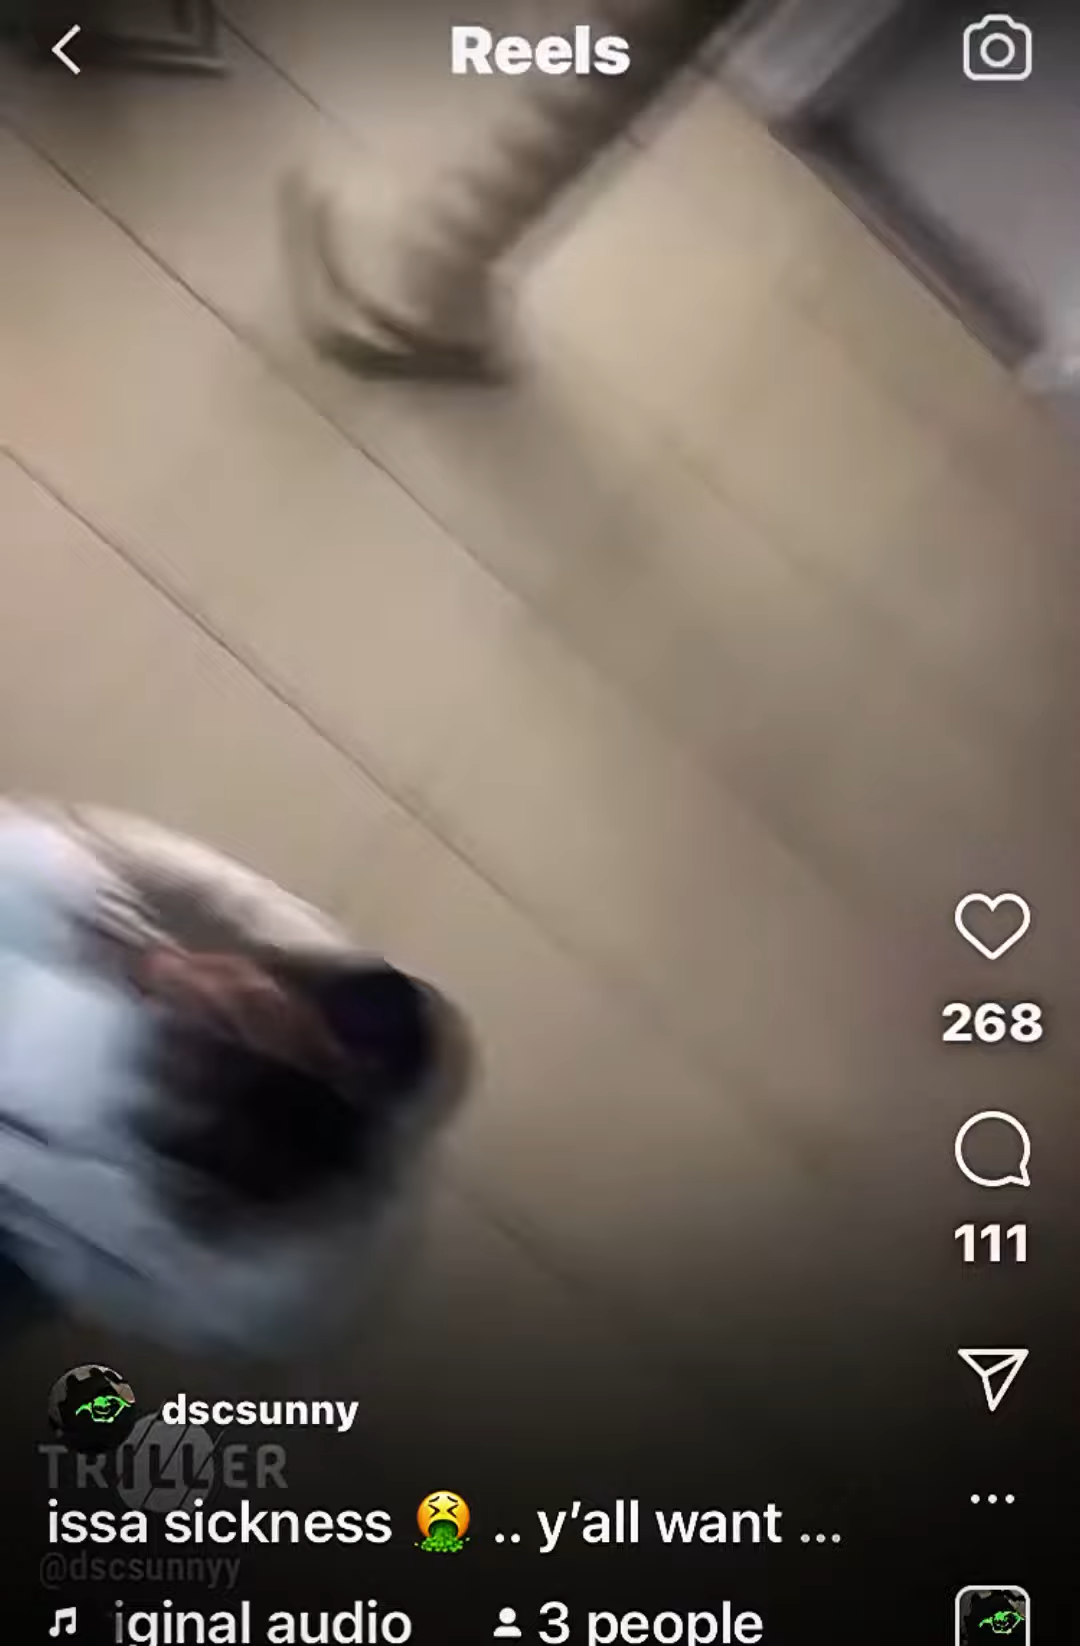 Reels
268
111
dscsunny
TRILLER
issa sickness 🤮 .. y’all want ...
@dscsunnyy
iginal audio 3 people